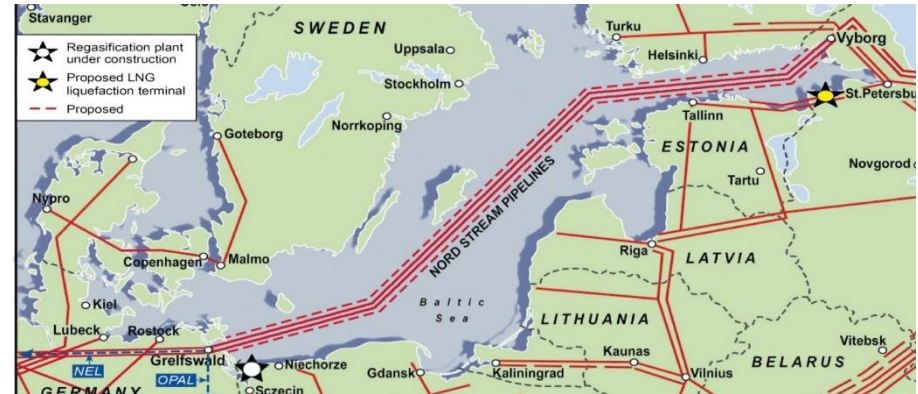 Stavanger
Regasification plant
under construction
Proposed LNG
liquefaction terminal
Proposed
SWEDEN
Uppsala
Stockholm
Norrkoping
Goteborg
Turku
Helsinki
Vyborg
St.Petersbu
Tallinn
ESTONIA
Novgorod
Tartu
Nypro
Copenhagen
Malmo
NORD STREAM PIPELINES
Riga
LATVIA
Baltic
Sea
Kiel
Lubeck
Rostock
LITHUANIA
Greifswald
Niechorze
Gdansk
Kaliningrad
Kaunas
Vilnius
BELARUS
Vitebsk
NEL
OPAL
GERMANY
Sczecin